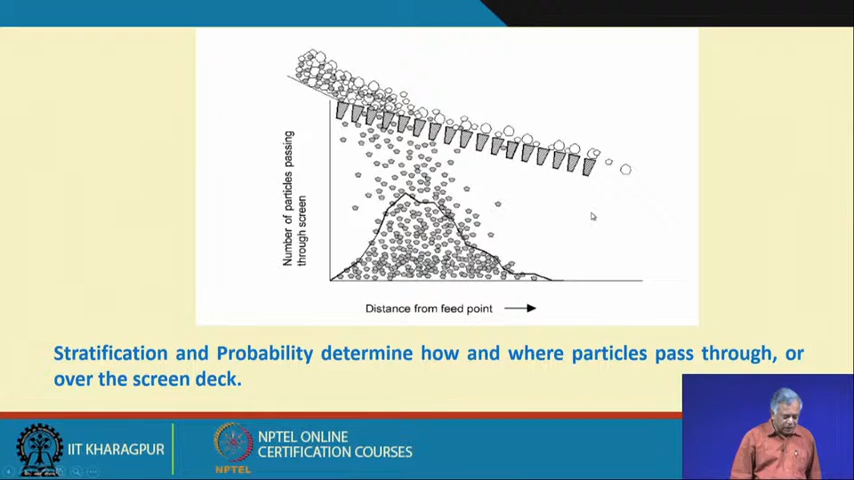 Number of particles passing
through screen
Distance from feed point
Stratification and Probability determine how and where particles pass through, or
over the screen deck.
IIT KHARAGPUR
NPTEL
NPTEL ONLINE
CERTIFICATION COURSES